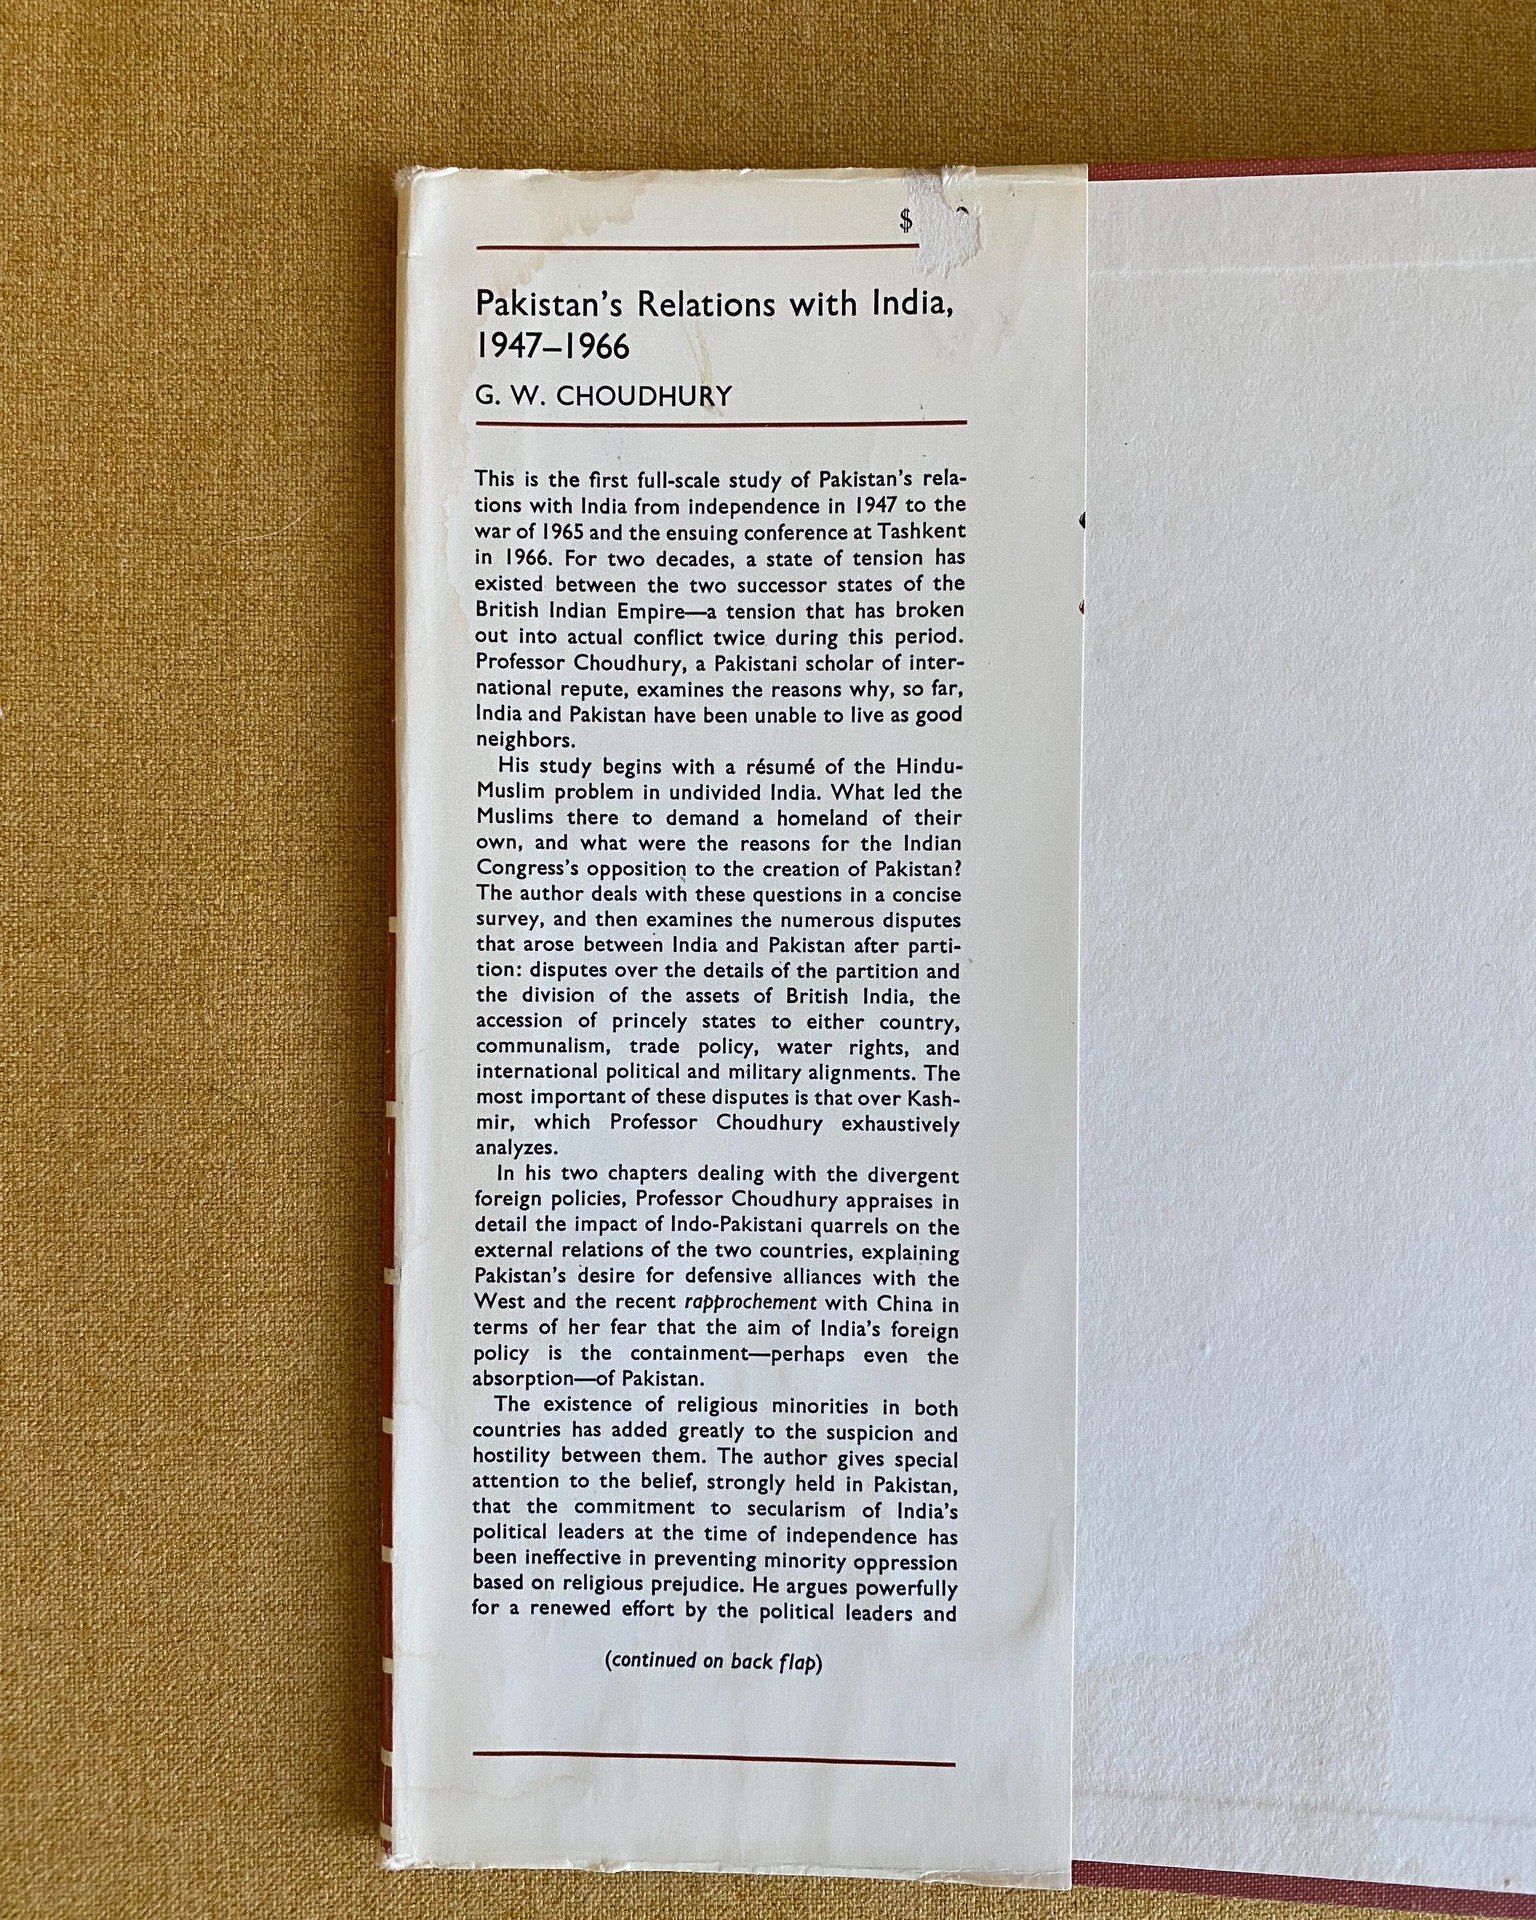 $
Pakistan's Relations with India,
1947–1966
G. W. CHOUDHURY
This is the first full-scale study of Pakistan's rela-
tions with India from independence in 1947 to the
war of 1965 and the ensuing conference at Tashkent
in 1966. For two decades, a state of tension has
existed between the two successor states of the
British Indian Empire—a tension that has broken
out into actual conflict twice during this period.
Professor Choudhury, a Pakistani scholar of inter-
national repute, examines the reasons why, so far,
India and Pakistan have been unable to live as good
neighbors.
His study begins with a résumé of the Hindu-
Muslim problem in undivided India. What led the
Muslims there to demand a homeland of their
own, and what were the reasons for the Indian
Congress's opposition to the creation of Pakistan?
The author deals with these questions in a concise
survey, and then examines the numerous disputes
that arose between India and Pakistan after parti-
tion: disputes over the details of the partition and
the division of the assets of British India, the
accession of princely states to either country,
communalism, trade policy, water rights, and
international political and military alignments. The
most important of these disputes is that over Kash-
mir, which Professor Choudhury exhaustively
analyzes.
In his two chapters dealing with the divergent
foreign policies, Professor Choudhury appraises in
detail the impact of Indo-Pakistani quarrels on the
external relations of the two countries, explaining
Pakistan's desire for defensive alliances with the
West and the recent rapprochement with China in
terms of her fear that the aim of India's foreign
policy is the containment—perhaps even the
absorption—of Pakistan.
The existence of religious minorities in both
countries has added greatly to the suspicion and
hostility between them. The author gives special
attention to the belief, strongly held in Pakistan,
that the commitment to secularism of India's
political leaders at the time of independence has
been ineffective in preventing minority oppression
based on religious prejudice. He argues powerfully
for a renewed effort by the political leaders and
(continued on back flap)